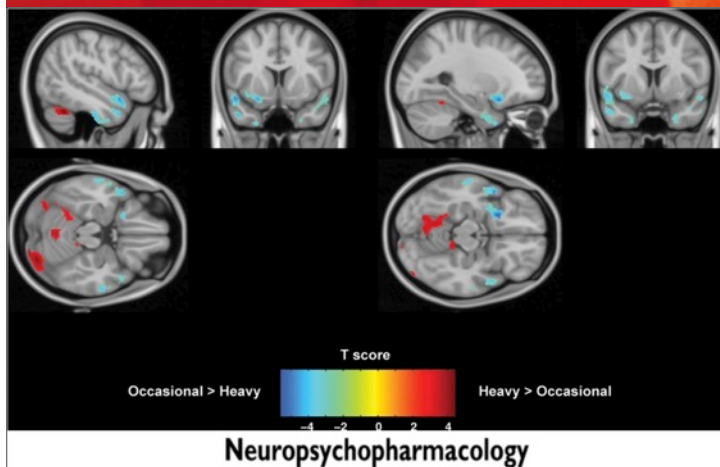 T score
Occasional > Heavy
Heavy > Occasional
−4 −2 0 2 4
Neuropsychopharmacology